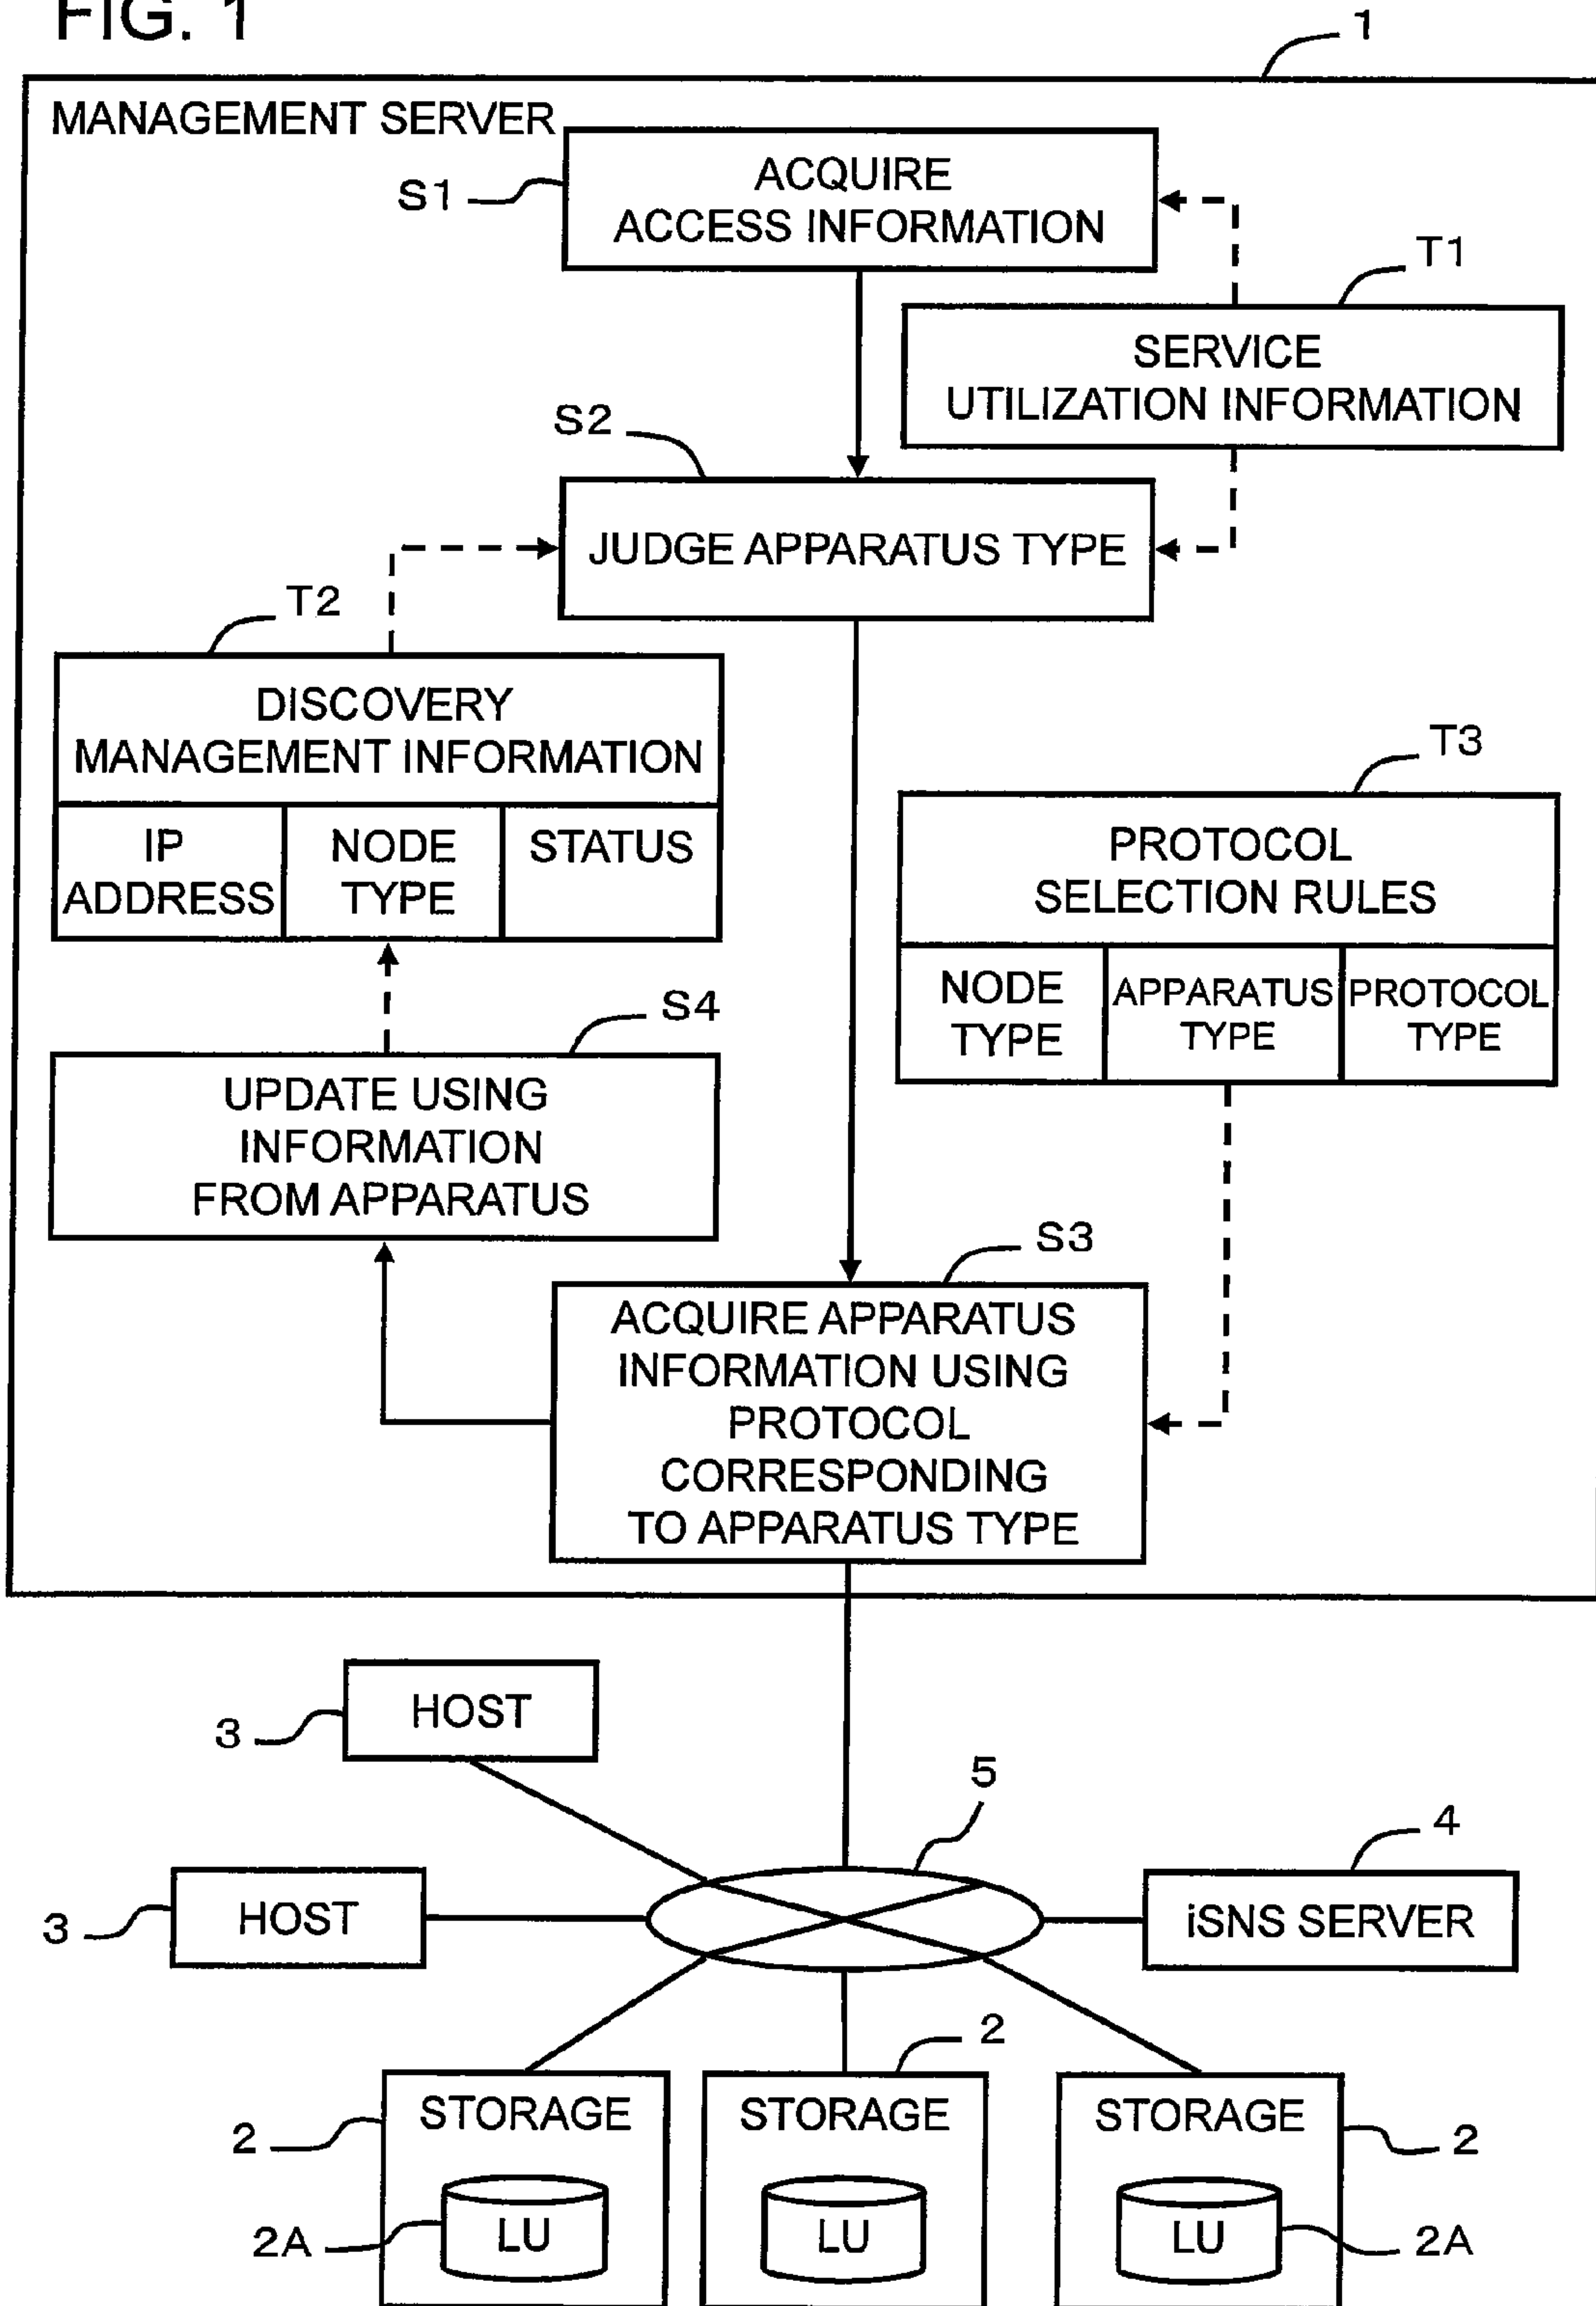 FIG. 1
1
MANAGEMENT SERVER
S1
ACQUIRE
ACCESS INFORMATION
T1
SERVICE
UTILIZATION INFORMATION
S2
JUDGE APPARATUS TYPE
T2
DISCOVERY
MANAGEMENT INFORMATION
IP
ADDRESS
NODE
TYPE
STATUS
T3
PROTOCOL
SELECTION RULES
NODE
TYPE
APPARATUS
TYPE
PROTOCOL
TYPE
S4
UPDATE USING
INFORMATION
FROM APPARATUS
S3
ACQUIRE APPARATUS
INFORMATION USING
PROTOCOL
CORRESPONDING
TO APPARATUS TYPE
3
HOST
5
4
3
HOST
iSNS SERVER
2
2
STORAGE
STORAGE
STORAGE
2
2A
LU
LU
LU
2A